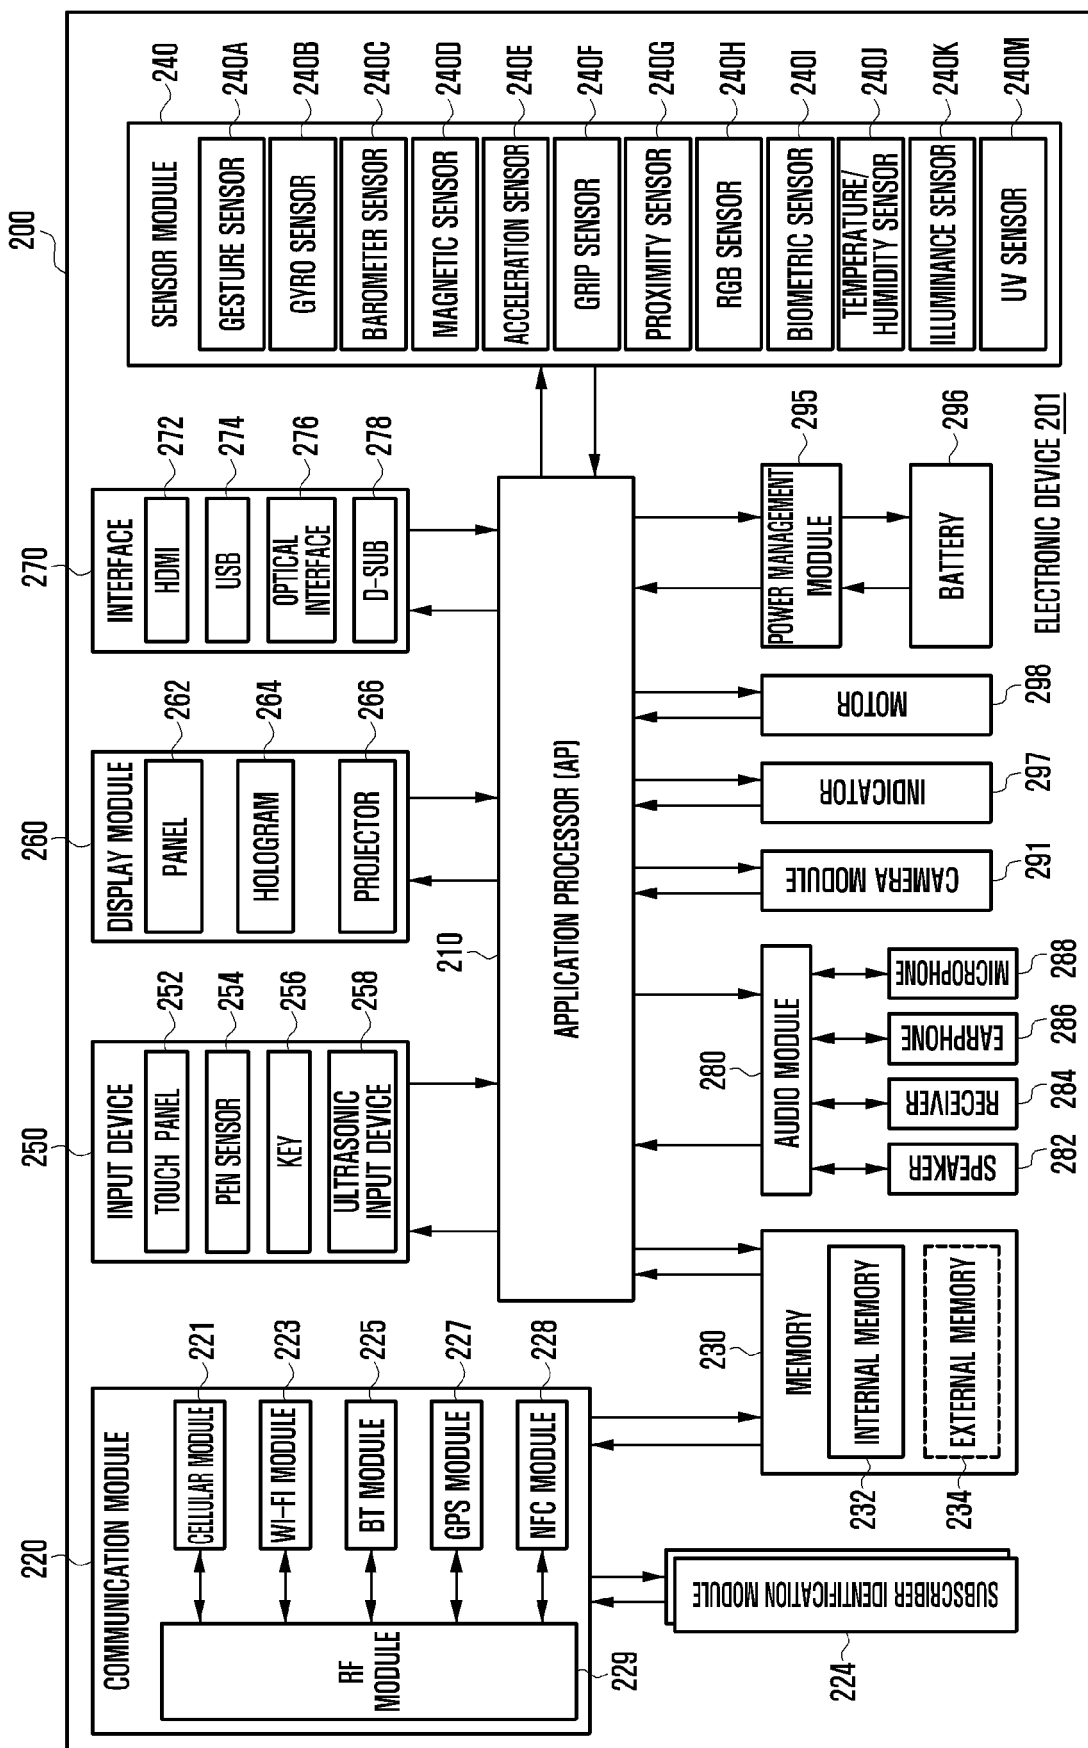 200
COMMUNICATION MODULE
220
RF
MODULE
229
CELLULAR MODULE
221
WI-FI MODULE
223
BT MODULE
225
GPS MODULE
227
NFC MODULE
228
SUBSCRIBER IDENTIFICATION MODULE
224
INPUT DEVICE
250
TOUCH PANEL
252
PEN SENSOR
254
KEY
256
ULTRASONIC
INPUT DEVICE
258
DISPLAY MODULE
260
PANEL
262
HOLOGRAM
264
PROJECTOR
266
INTERFACE
270
HDMI
272
USB
274
OPTICAL
INTERFACE
276
D-SUB
278
SENSOR MODULE
240
GESTURE SENSOR
240A
GYRO SENSOR
240B
BAROMETER SENSOR
240C
MAGNETIC SENSOR
240D
ACCELERATION SENSOR
240E
GRIP SENSOR
240F
PROXIMITY SENSOR
240G
RGB SENSOR
240H
BIOMETRIC SENSOR
240I
TEMPERATURE/
HUMIDITY SENSOR
240J
ILLUMINANCE SENSOR
240K
UV SENSOR
240M
210
APPLICATION PROCESSOR (AP)
MEMORY
230
INTERNAL MEMORY
232
EXTERNAL MEMORY
234
AUDIO MODULE
280
SPEAKER
282
RECEIVER
284
EARPHONE
286
MICROPHONE
288
CAMERA MODULE
291
INDICATOR
297
MOTOR
298
POWER MANAGEMENT
MODULE
295
BATTERY
296
ELECTRONIC DEVICE 201